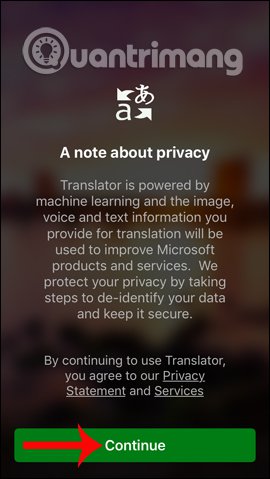 Quantrimang
a あ
A note about privacy
Translator is powered by
machine learning and the image,
voice and text information you
provide for translation will be
used to improve Microsoft
products and services. We
protect your privacy by taking
steps to de-identify your data
and keep it secure.
By continuing to use Translator,
you agree to our Privacy
Statement and Services
Continue